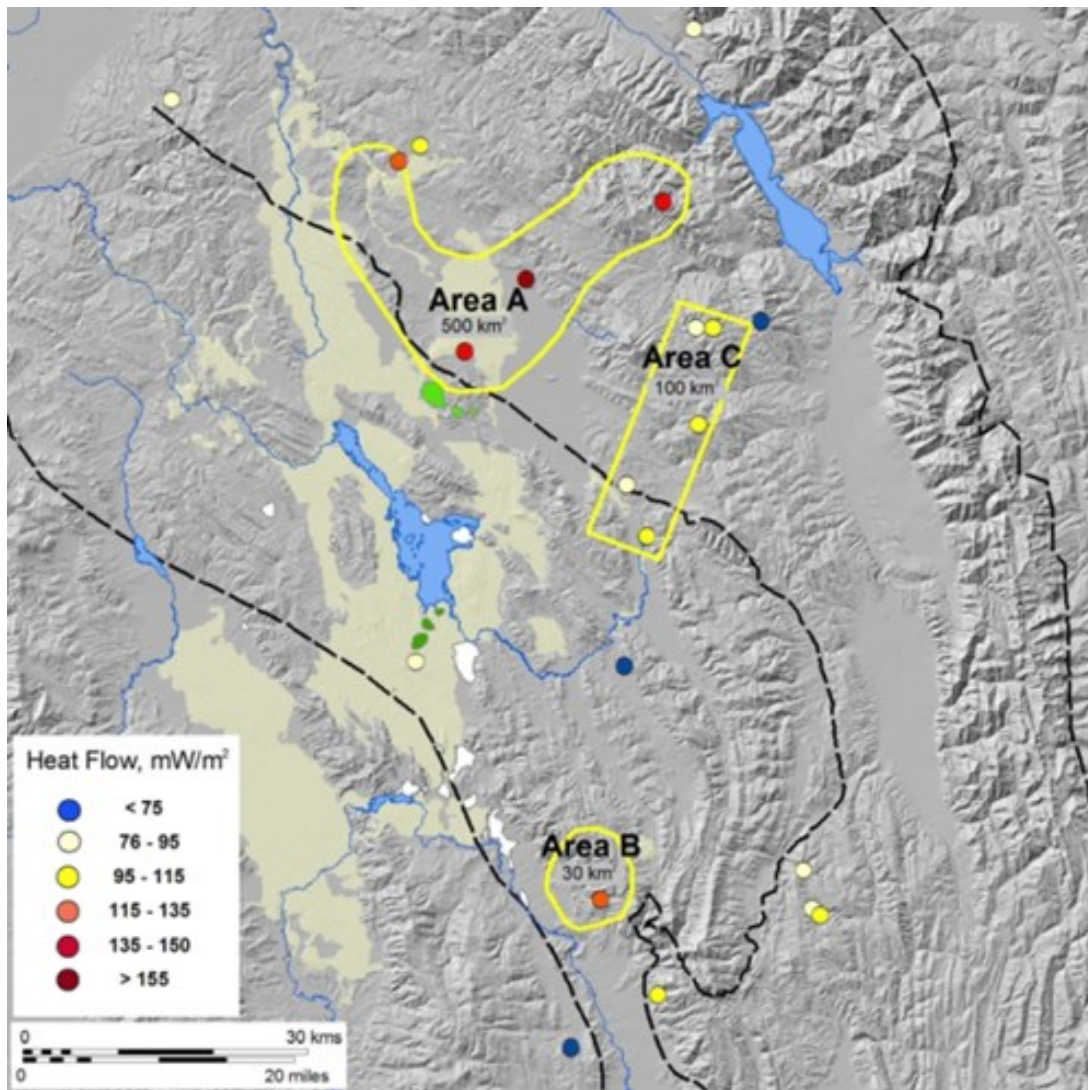 Area A
500 km²
Area C
100 km²
Area B
30 km²
Heat Flow, mW/m²
< 75
76 - 95
95 - 115
115 - 135
135 - 150
> 155
0 30 kms
0 20 miles